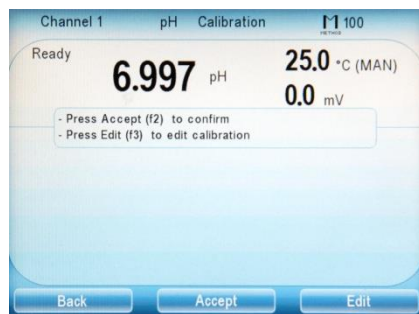 Channel 1 pH Calibration M 100
METHOD
Ready
6.997 pH
25.0 °C (MAN)
0.0 mV
- Press Accept (f2) to confirm
- Press Edit (f3) to edit calibration
Back Accept Edit